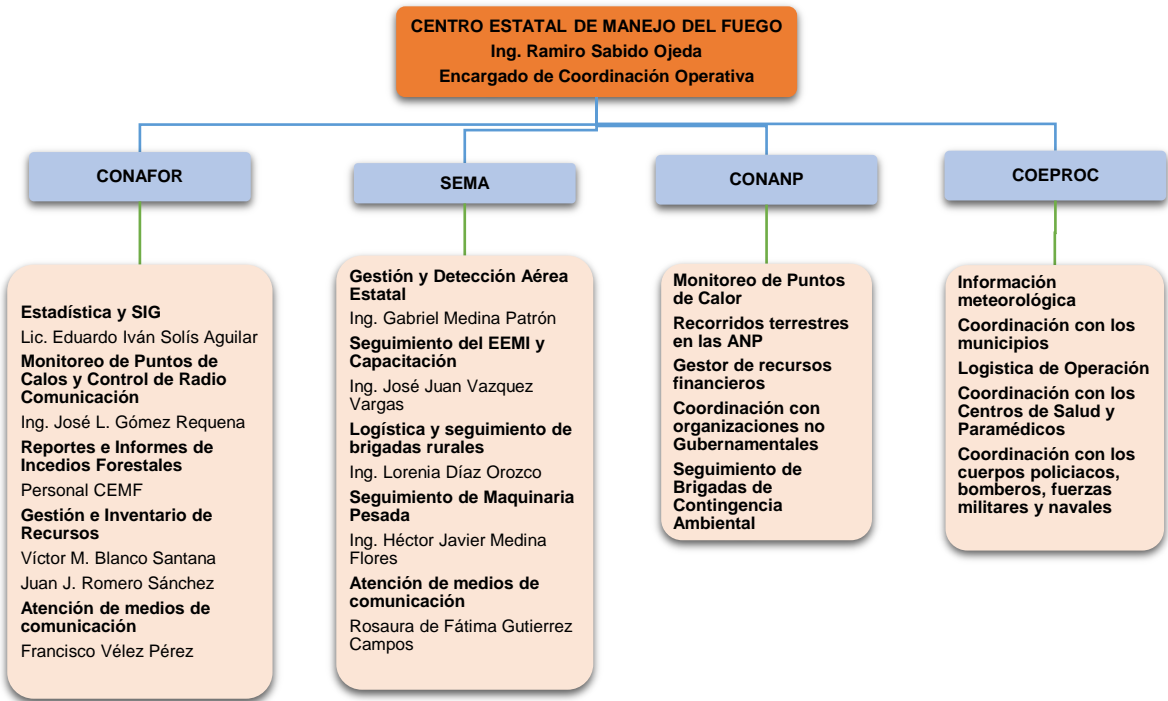 CENTRO ESTATAL DE MANEJO DEL FUEGO
Ing. Ramiro Sabido Ojeda
Encargado de Coordinación Operativa
CONAFOR
SEMA
CONANP
COEPROC
Estadística y SIG
Lic. Eduardo Iván Solís Aguilar
Monitoreo de Puntos de
Calos y Control de Radio
Comunicación
Ing. José L. Gómez Requena
Reportes e Informes de
Incedios Forestales
Personal CEMF
Gestión e Inventario de
Recursos
Víctor M. Blanco Santana
Juan J. Romero Sánchez
Atención de medios de
comunicación
Francisco Vélez Pérez
Gestión y Detección Aérea
Estatal
Ing. Gabriel Medina Patrón
Seguimiento del EEMI y
Capacitación
Ing. José Juan Vazquez
Vargas
Logística y seguimiento de
brigadas rurales
Ing. Lorenia Díaz Orozco
Seguimiento de Maquinaria
Pesada
Ing. Héctor Javier Medina
Flores
Atención de medios de
comunicación
Rosaura de Fátima Gutierrez
Campos
Monitoreo de Puntos
de Calor
Recorridos terrestres
en las ANP
Gestor de recursos
financieros
Coordinación con
organizaciones no
Gubernamentales
Seguimiento de
Brigadas de
Contingencia
Ambiental
Información
meteorológica
Coordinación con los
municipios
Logistica de Operación
Coordinación con los
Centros de Salud y
Paramédicos
Coordinación con los
cuerpos policiacos,
bomberos, fuerzas
militares y navales